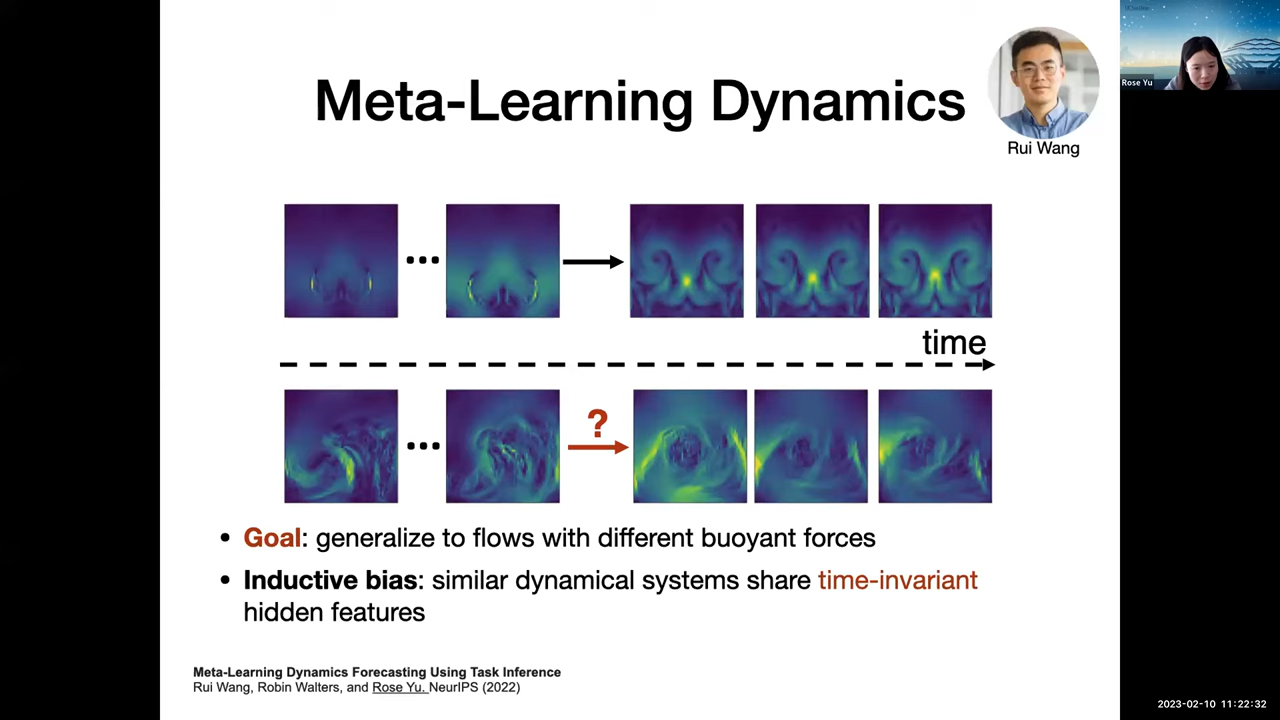 Meta-Learning Dynamics
Rui Wang
Rose Yu
time
?
• Goal: generalize to flows with different buoyant forces
• Inductive bias: similar dynamical systems share time-invariant
hidden features
Meta-Learning Dynamics Forecasting Using Task Inference
Rui Wang, Robin Walters, and Rose Yu. NeurIPS (2022)
2023-02-10 11:22:32